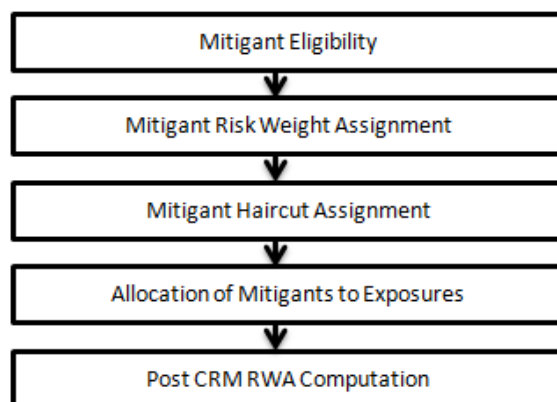 Mitigant Eligibility
Mitigant Risk Weight Assignment
Mitigant Haircut Assignment
Allocation of Mitigants to Exposures
Post CRM RWA Computation